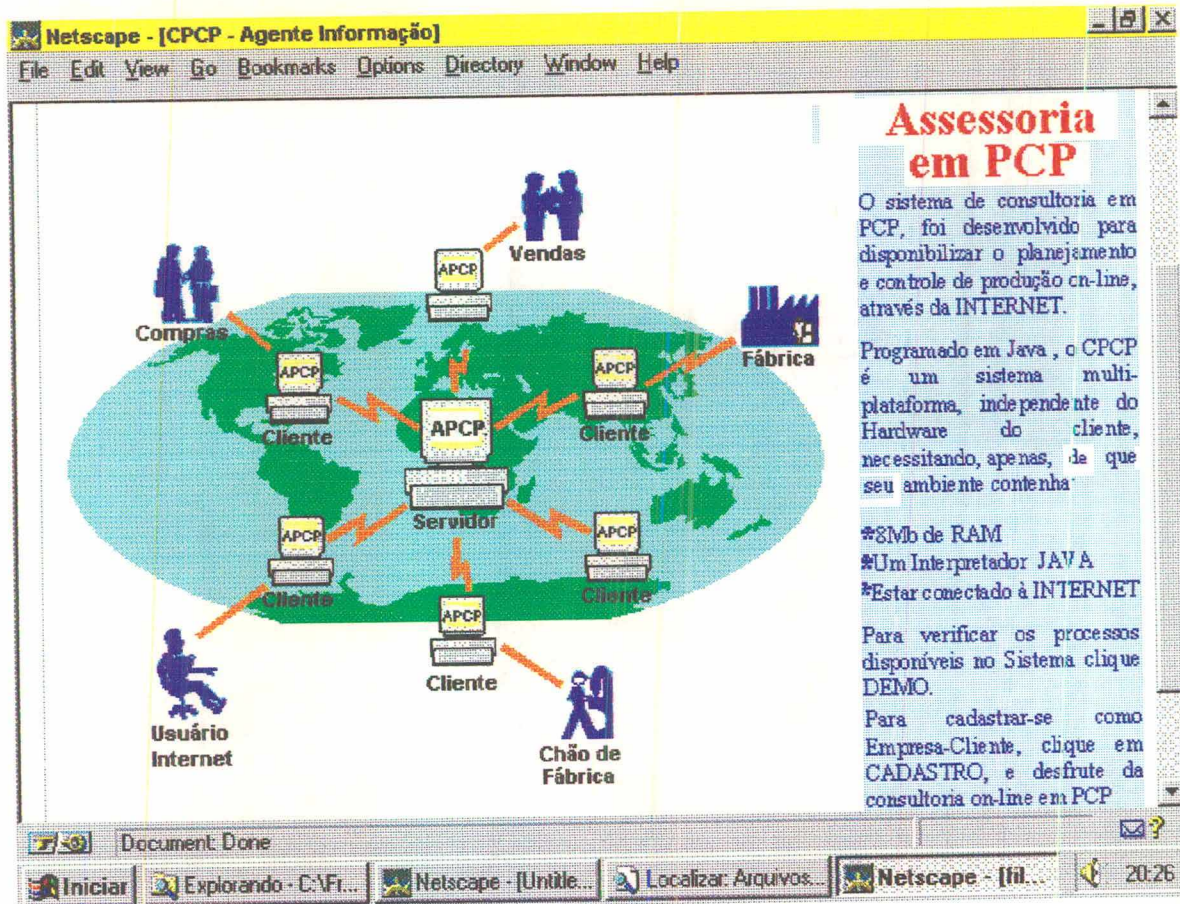 Netscape - [CPCP - Agente Informação]
File Edit View Go Bookmarks Options Directory Window Help
Vendas
APCP
Compras
Fábrica
APCP
APCP
Cliente
APCP
Cliente
Servidor
APCP
APCP
Cliente
Cliente
APCP
Cliente
Usuário
Internet
Chão de
Fábrica
Assessoria
em PCP
O sistema de consultoria em
PCP, foi desenvolvido para
disponibilizar o planejamento
e controle de produção on-line,
através da INTERNET.
Programado em Java , o CPCP
é um sistema multi-
plataforma, independente do
Hardware do cliente,
necessitando, apenas, de que
seu ambiente contenha:
*8Mb de RAM
*Um Interpretador JAVA
*Estar conectado à INTERNET
Para verificar os processos
disponíveis no Sistema clique
DEMO.
Para cadastrar-se como
Empresa-Cliente, clique em
CADASTRO, e desfrute da
consultoria on-line em PCP
Document: Done
Iniciar Explorando - C:\Fi... Netscape - [Untitle... Localizar: Arquivos... Netscape - [fil... 20:26